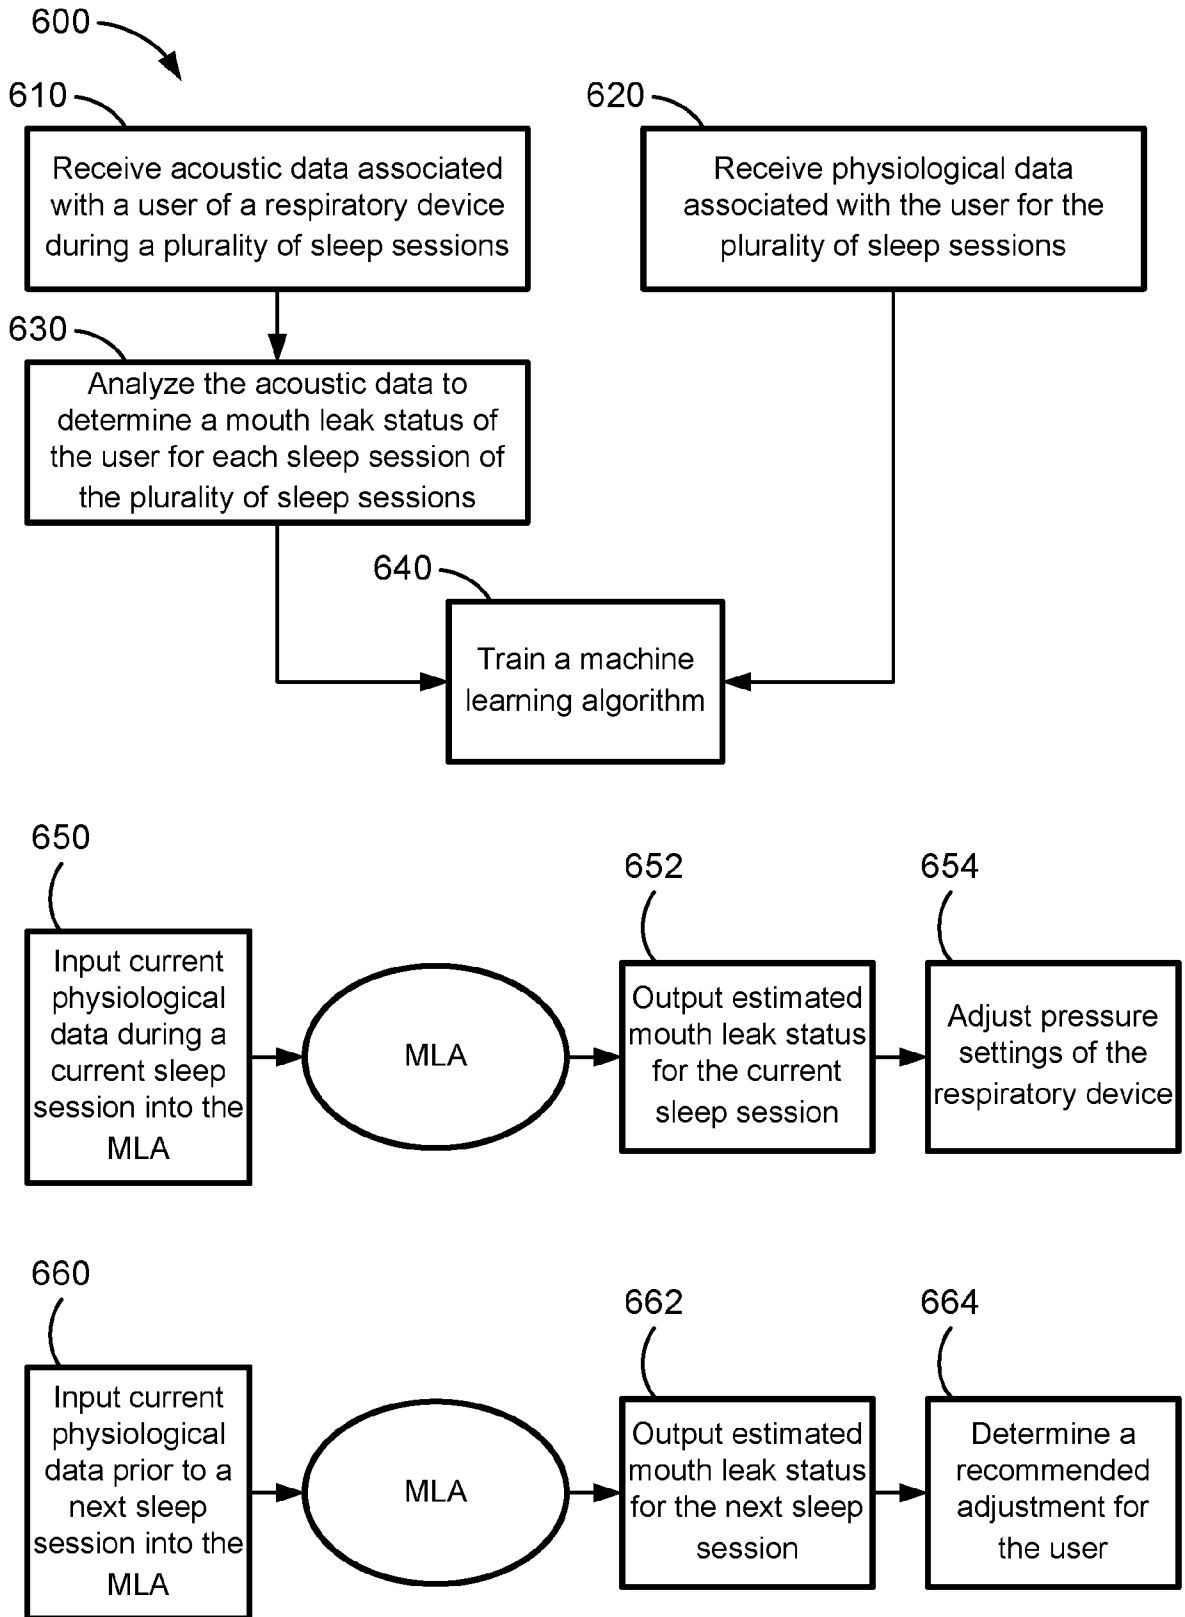 600
610
Receive acoustic data associated
with a user of a respiratory device
during a plurality of sleep sessions
620
Receive physiological data
associated with the user for the
plurality of sleep sessions
630
Analyze the acoustic data to
determine a mouth leak status of
the user for each sleep session of
the plurality of sleep sessions
640
Train a machine
learning algorithm
650
Input current
physiological
data during a
current sleep
session into the
MLA
MLA
652
Output estimated
mouth leak status
for the current
sleep session
654
Adjust pressure
settings of the
respiratory device
660
Input current
physiological
data prior to a
next sleep
session into the
MLA
MLA
662
Output estimated
mouth leak status
for the next sleep
session
664
Determine a
recommended
adjustment for
the user